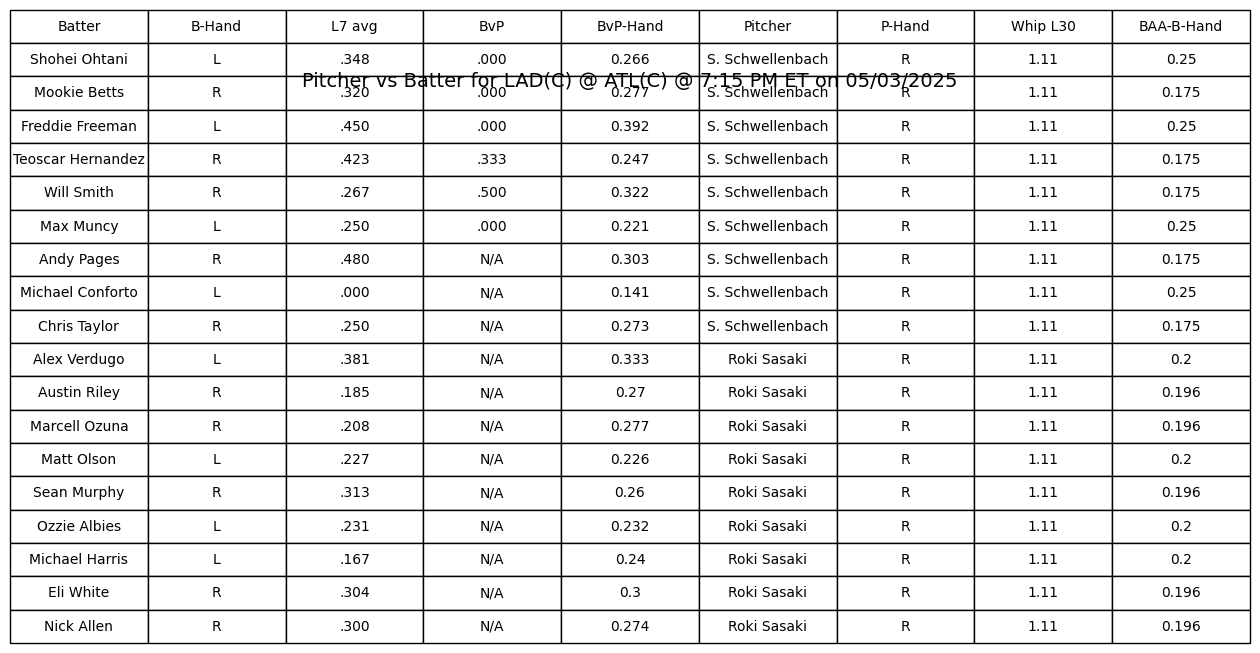 Batter B-Hand L7 avg BvP BvP-Hand Pitcher P-Hand Whip L30 BAA-B-Hand
Shohei Ohtani L .348 .000 0.266 S. Schwellenbach R 1.11 0.25
Pitcher vs Batter for LAD(C) @ ATL(C) @ 7:15 PM ET on 05/03/2025
Mookie Betts R .320 .000 0.277 S. Schwellenbach R 1.11 0.175
Freddie Freeman L .450 .000 0.392 S. Schwellenbach R 1.11 0.25
Teoscar Hernandez R .423 .333 0.247 S. Schwellenbach R 1.11 0.175
Will Smith R .267 .500 0.322 S. Schwellenbach R 1.11 0.175
Max Muncy L .250 .000 0.221 S. Schwellenbach R 1.11 0.25
Andy Pages R .480 N/A 0.303 S. Schwellenbach R 1.11 0.175
Michael Conforto L .000 N/A 0.141 S. Schwellenbach R 1.11 0.25
Chris Taylor R .250 N/A 0.273 S. Schwellenbach R 1.11 0.175
Alex Verdugo L .381 N/A 0.333 Roki Sasaki R 1.11 0.2
Austin Riley R .185 N/A 0.27 Roki Sasaki R 1.11 0.196
Marcell Ozuna R .208 N/A 0.277 Roki Sasaki R 1.11 0.196
Matt Olson L .227 N/A 0.226 Roki Sasaki R 1.11 0.2
Sean Murphy R .313 N/A 0.26 Roki Sasaki R 1.11 0.196
Ozzie Albies L .231 N/A 0.232 Roki Sasaki R 1.11 0.2
Michael Harris L .167 N/A 0.24 Roki Sasaki R 1.11 0.2
Eli White R .304 N/A 0.3 Roki Sasaki R 1.11 0.196
Nick Allen R .300 N/A 0.274 Roki Sasaki R 1.11 0.196